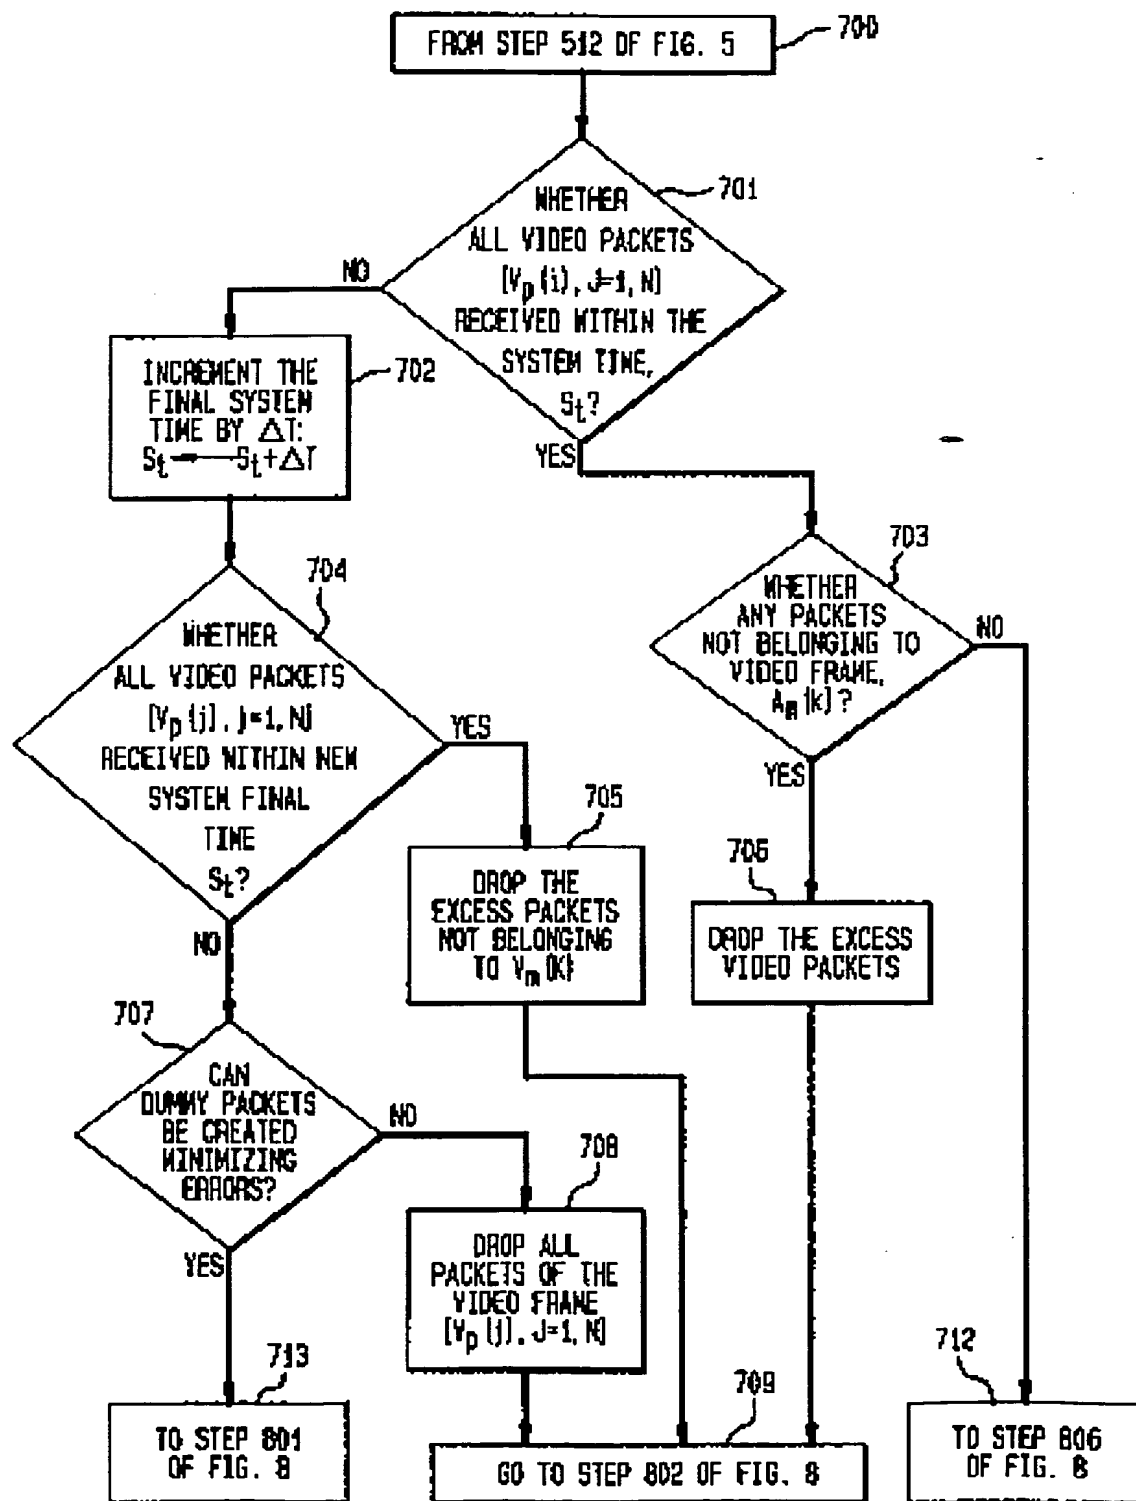 FROM STEP 512 OF FIG. 5
700
WHETHER
ALL VIDEO PACKETS
[Vp(i), J=1, N]
RECEIVED WITHIN THE
SYSTEM TIME,
St?
701
NO
YES
INCREMENT THE
FINAL SYSTEM
TIME BY ΔT:
St ← St+ΔT
702
WHETHER
ANY PACKETS
NOT BELONGING TO
VIDEO FRAME,
[k]?
703
NO
YES
WHETHER
ALL VIDEO PACKETS
[Vp(j), j=1, N]
RECEIVED WITHIN NEW
SYSTEM FINAL
TIME
St?
704
YES
NO
DROP THE
EXCESS PACKETS
NOT BELONGING
TO Vm(k)
705
DROP THE EXCESS
VIDEO PACKETS
706
CAN
DUMMY PACKETS
BE CREATED
MINIMIZING
ERRORS?
707
NO
YES
DROP ALL
PACKETS OF THE
VIDEO FRAME
[Vp(j), J=1, N]
708
TO STEP 801
OF FIG. 8
713
GO TO STEP 802 OF FIG. 8
709
TO STEP 806
OF FIG. 8
712